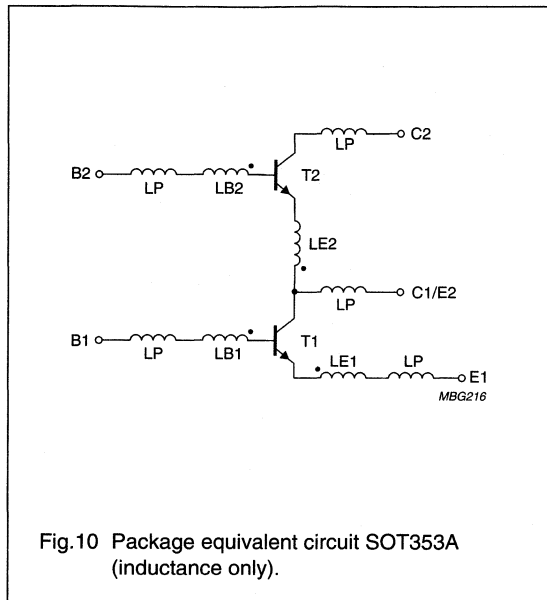 C2
LP
B2
T2
LP
LB2
LE2
C1/E2
LP
B1
T1
LP
LB1
LE1
LP
E1
MBG216
Fig.10 Package equivalent circuit SOT353A
(inductance only).